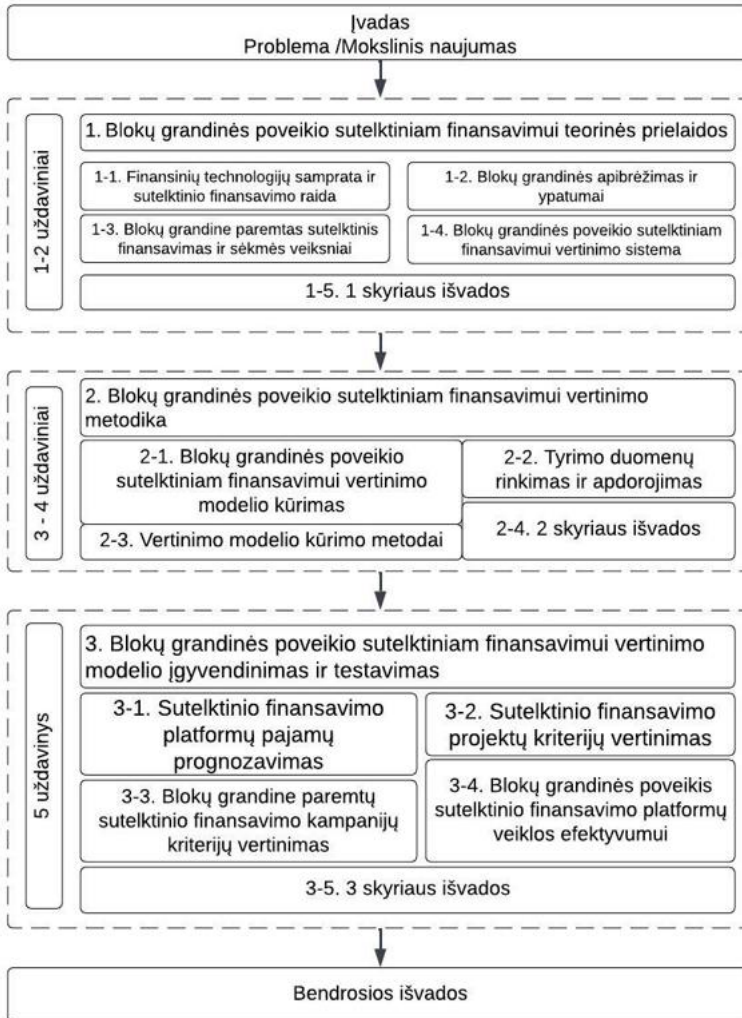 Įvadas
Problema /Mokslinis naujumas
1-2 uždaviniai
1. Blokų grandinės poveikio sutelktiniam finansavimui teorinės prielaidos
1-1. Finansinių technologijų samprata ir
sutelktinio finansavimo raida
1-2. Blokų grandinės apibrėžimas ir
ypatumai
1-3. Blokų grandine paremtas sutelktinis
finansavimas ir sėkmės veiksniai
1-4. Blokų grandinės poveikio sutelktiniam
finansavimui vertinimo sistema
1-5. 1 skyriaus išvados
3 - 4 uždaviniai
2. Blokų grandinės poveikio sutelktiniam finansavimui vertinimo
metodika
2-1. Blokų grandinės poveikio
sutelktiniam finansavimui vertinimo
modelio kūrimas
2-2. Tyrimo duomenų
rinkimas ir apdorojimas
2-3. Vertinimo modelio kūrimo metodai
2-4. 2 skyriaus išvados
5 uždavinys
3. Blokų grandinės poveikio sutelktiniam finansavimui vertinimo
modelio įgyvendinimas ir testavimas
3-1. Sutelktinio finansavimo
platformų pajamų
prognozavimas
3-2. Sutelktinio finansavimo
projektų kriterijų vertinimas
3-3. Blokų grandine paremtų
sutelktinio finansavimo kampanijų
kriterijų vertinimas
3-4. Blokų grandinės poveikis
sutelktinio finansavimo platformų
veiklos efektyvumui
3-5. 3 skyriaus išvados
Bendrosios išvados